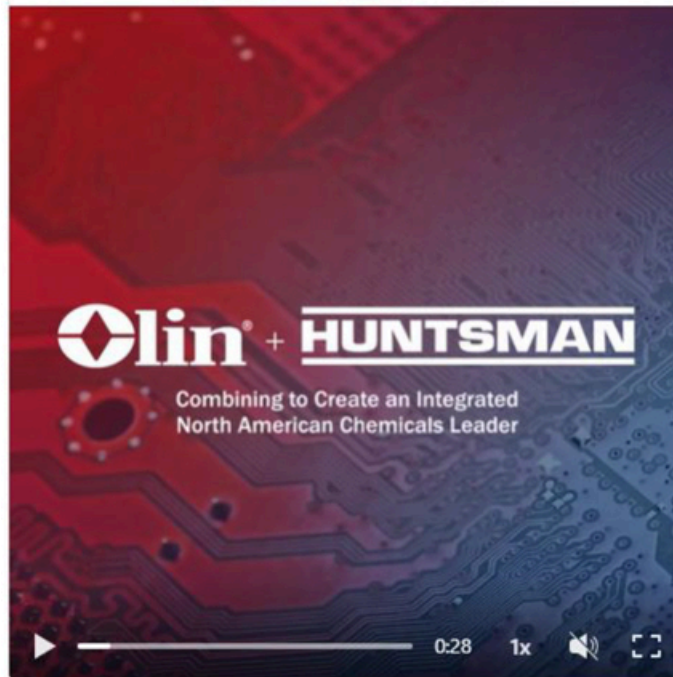 Olin® + HUNTSMAN
Combining to Create an Integrated
North American Chemicals Leader
0:28 1x